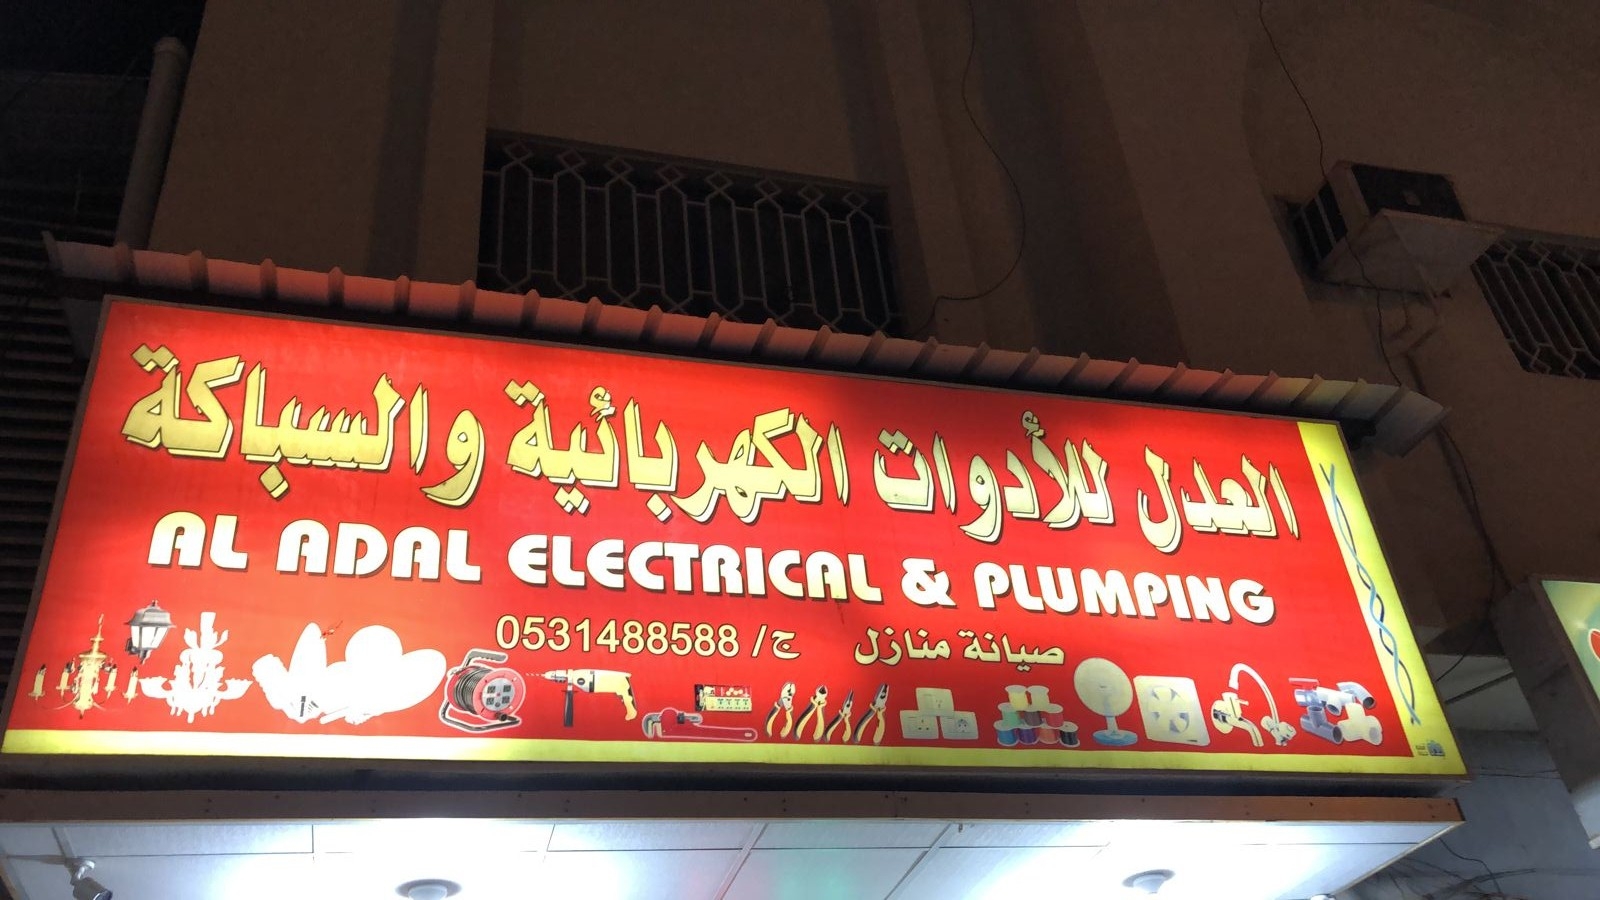 العدل للأدوات الكهربائية والسباكة
AL ADAL ELECTRICAL & PLUMPING
صيانة منازل ج/ 0531488588